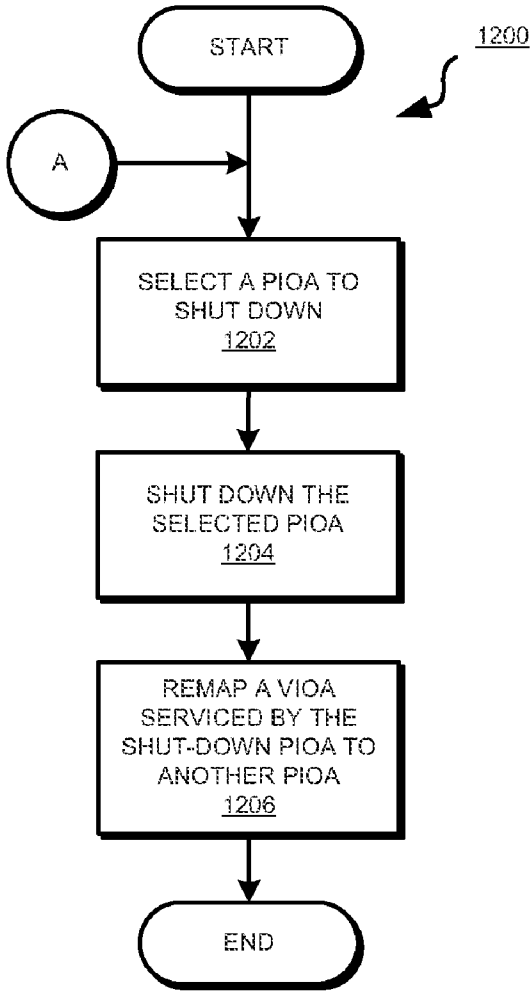 START
1200
A
SELECT A PIOA TO
SHUT DOWN
1202
SHUT DOWN THE
SELECTED PIOA
1204
REMAP A VIOA
SERVICED BY THE
SHUT-DOWN PIOA TO
ANOTHER PIOA
1206
END